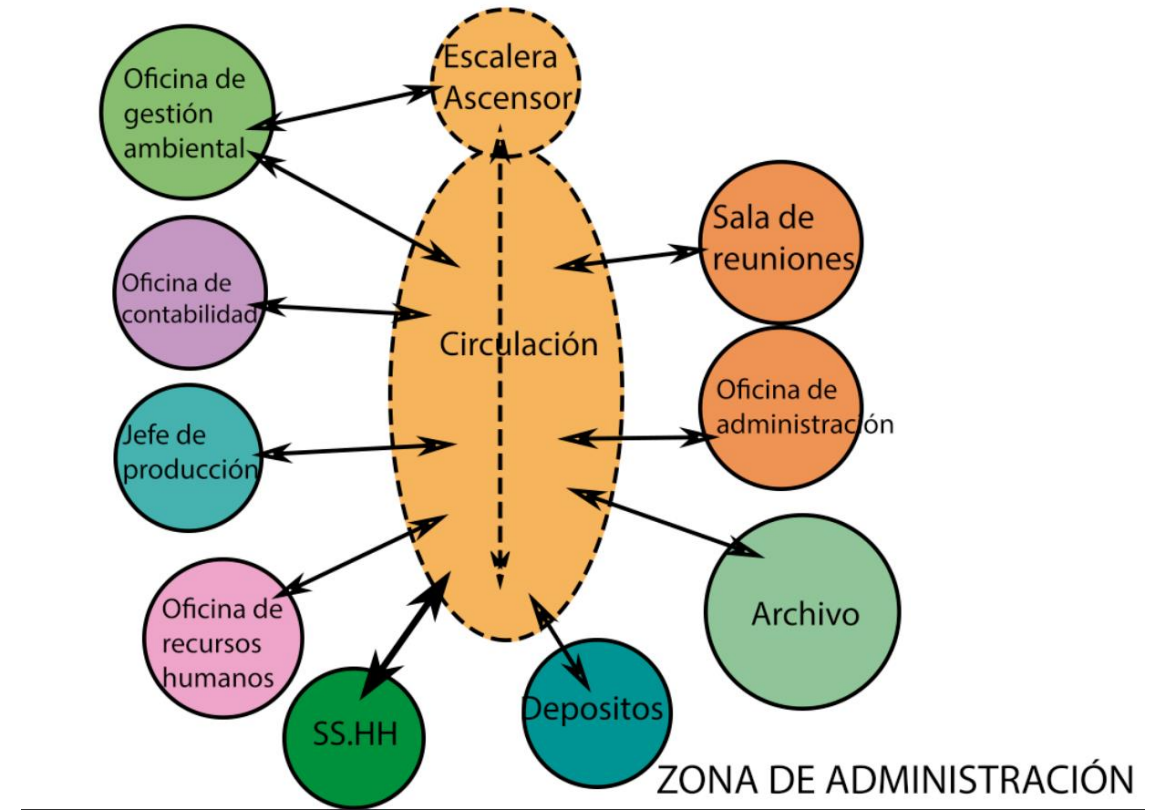 Oficina de
gestión
ambiental
Escalera
Ascensor
Sala de
reuniones
Oficina de
contabilidad
Circulación
Oficina de
administración
Jefe de
producción
Oficina de
recursos
humanos
Archivo
SS.HH
Depositos
ZONA DE ADMINISTRACIÓN